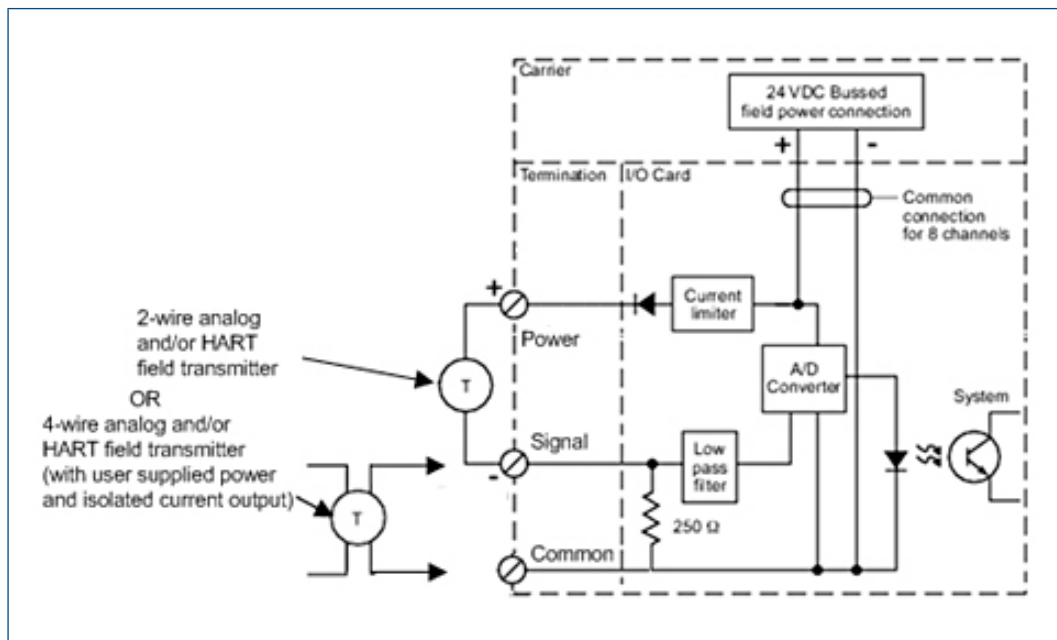 Carrier
24 VDC Bussed
field power connection
+
-
Termination
I/O Card
Common
connection
for 8 channels
+
Current
limiter
Power
2-wire analog
and/or HART
field transmitter
OR
4-wire analog and/or
HART field transmitter
(with user supplied power
and isolated current output)
T
T
A/D
Converter
System
Signal
-
Low
pass
filter
250 Ω
Common